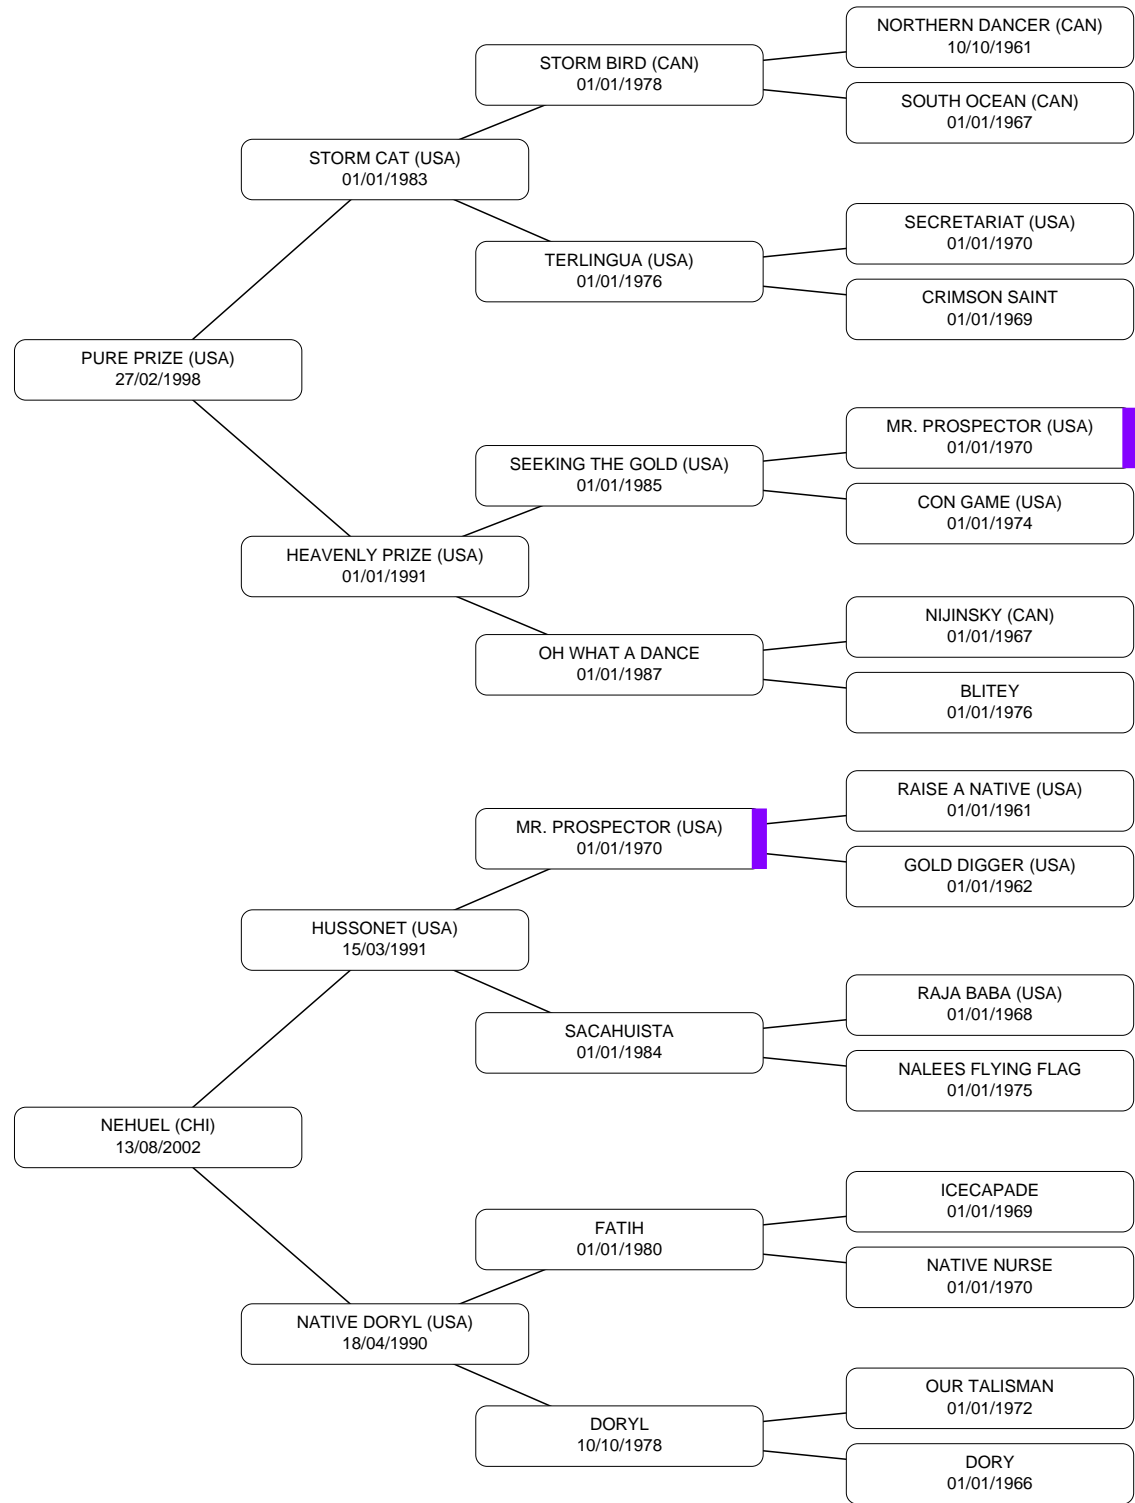 NORTHERN DANCER (CAN)
10/10/1961
STORM BIRD (CAN)
01/01/1978
SOUTH OCEAN (CAN)
01/01/1967
STORM CAT (USA)
01/01/1983
SECRETARIAT (USA)
01/01/1970
TERLINGUA (USA)
01/01/1976
CRIMSON SAINT
01/01/1969
PURE PRIZE (USA)
27/02/1998
MR. PROSPECTOR (USA)
01/01/1970
SEEKING THE GOLD (USA)
01/01/1985
CON GAME (USA)
01/01/1974
HEAVENLY PRIZE (USA)
01/01/1991
NIJINSKY (CAN)
01/01/1967
OH WHAT A DANCE
01/01/1987
BLITEY
01/01/1976
RAISE A NATIVE (USA)
01/01/1961
MR. PROSPECTOR (USA)
01/01/1970
GOLD DIGGER (USA)
01/01/1962
HUSSONET (USA)
15/03/1991
RAJA BABA (USA)
01/01/1968
SACAHUISTA
01/01/1984
NALEES FLYING FLAG
01/01/1975
NEHUEL (CHI)
13/08/2002
ICECAPADE
01/01/1969
FATIH
01/01/1980
NATIVE NURSE
01/01/1970
NATIVE DORYL (USA)
18/04/1990
OUR TALISMAN
01/01/1972
DORYL
10/10/1978
DORY
01/01/1966